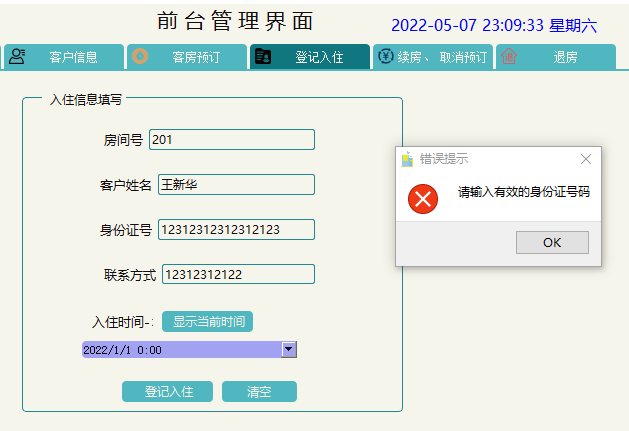 前台管理界面
2022-05-07 23:09:33 星期六
客户信息
客房预订
登记入住
续房、取消预订
退房
入住信息填写
房间号 201
客户姓名 王新华
身份证号 12312312312312123
联系方式 12312312122
入住时间-: 显示当前时间
2022/1/1 0:00
登记入住 清空
错误提示
请输入有效的身份证号码
OK